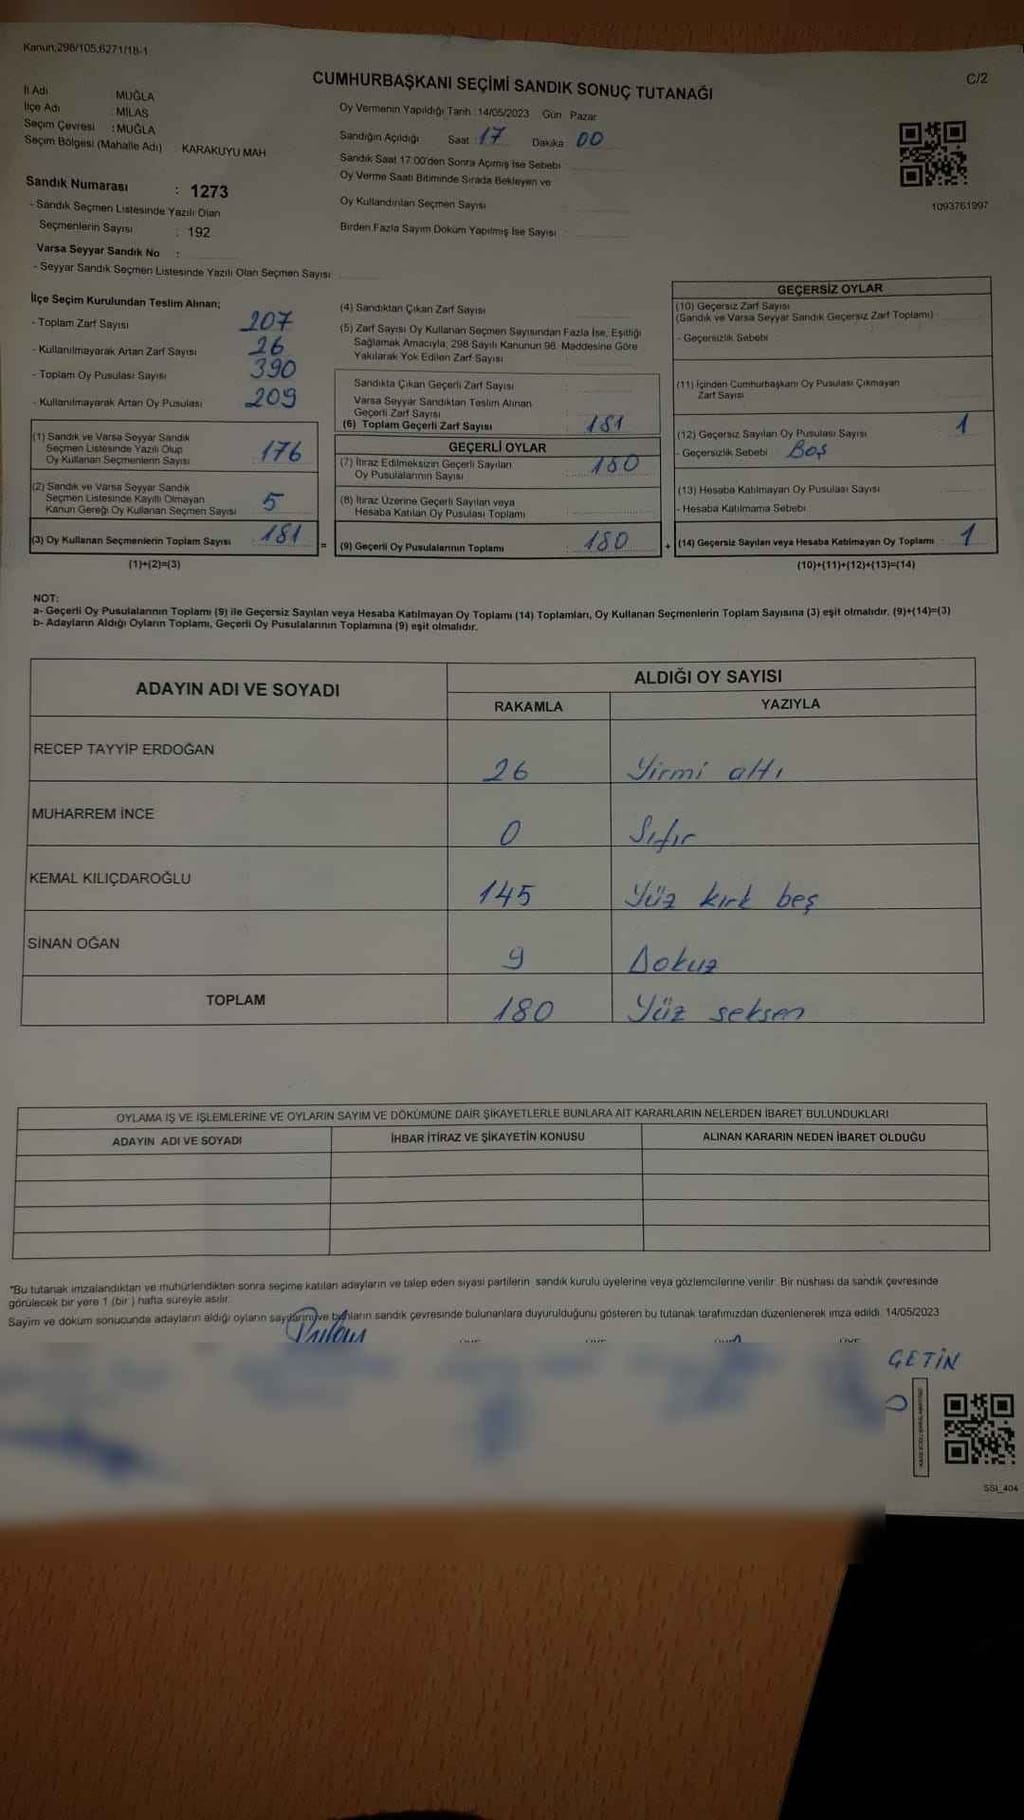 Kanun,298/105;6271/18-1
CUMHURBAŞKANI SEÇİMİ SANDIK SONUÇ TUTANAĞI
C/2
İl Adı MUĞLA
İlçe Adı MİLAS
Seçim Çevresi :MUĞLA
Seçim Bölgesi (Mahalle Adı) KARAKUYU MAH
Sandık Numarası : 1273
- Sandık Seçmen Listesinde Yazılı Olan
Seçmenlerin Sayısı : 192
Varsa Seyyar Sandık No :
- Seyyar Sandık Seçmen Listesinde Yazılı Olan Seçmen Sayısı:
Oy Vermenin Yapıldığı Tarih :14/05/2023 Gün Pazar
Sandığın Açıldığı Saat : 17 Dakika 00
Sandık Saat 17:00'den Sonra Açımış İse Sebebi
Oy Verme Saati Bitiminde Sırada Bekleyen ve
Oy Kullandırılan Seçmen Sayısı
Birden Fazla Sayım Döküm Yapılmış İse Sayısı :
1093761997
İlçe Seçim Kurulundan Teslim Alınan;
- Toplam Zarf Sayısı 207
- Kullanılmayarak Artan Zarf Sayısı 26
- Toplam Oy Pusulası Sayısı 390
- Kullanılmayarak Artan Oy Pusulası 209
(1) Sandık ve Varsa Seyyar Sandık
Seçmen Listesinde Yazılı Olup
Oy Kullanan Seçmenlerin Sayısı 176
(2) Sandık ve Varsa Seyyar Sandık
Seçmen Listesinde Kayıtlı Olmayan
Kanun Gereği Oy Kullanan Seçmen Sayısı 5
(3) Oy Kullanan Seçmenlerin Toplam Sayısı : 181
(1)+(2)=(3)
(4) Sandıktan Çıkan Zarf Sayısı :
(5) Zarf Sayısı Oy Kullanan Seçmen Sayısından Fazla İse, Eşitliği
Sağlamak Amacıyla, 298 Sayılı Kanunun 98. Maddesine Göre
Yakılarak Yok Edilen Zarf Sayısı :
Sandıkta Çıkan Geçerli Zarf Sayısı :
Varsa Seyyar Sandıktan Teslim Alınan
Geçerli Zarf Sayısı
(6) Toplam Geçerli Zarf Sayısı : 181
GEÇERLİ OYLAR
(7) İtiraz Edilmeksizin Geçerli Sayılan
Oy Pusulalarının Sayısı : 180
(8) İtiraz Üzerine Geçerli Sayılan veya
Hesaba Katılan Oy Pusulası Toplamı :
= (9) Geçerli Oy Pusulalarının Toplamı : 180
GEÇERSİZ OYLAR
(10) Geçersiz Zarf Sayısı
(Sandık ve Varsa Seyyar Sandık Geçersiz Zarf Toplamı) :
- Geçersizlik Sebebi
(11) İçinden Cumhurbaşkanı Oy Pusulası Çıkmayan
Zarf Sayısı :
(12) Geçersiz Sayılan Oy Pusulası Sayısı : 1
- Geçersizlik Sebebi : Boş
(13) Hesaba Katılmayan Oy Pusulası Sayısı :
- Hesaba Katılmama Sebebi
+ (14) Geçersiz Sayılan veya Hesaba Katılmayan Oy Toplamı : 1
(10)+(11)+(12)+(13)=(14)
NOT:
a- Geçerli Oy Pusulalarının Toplamı (9) ile Geçersiz Sayılan veya Hesaba Katılmayan Oy Toplamı (14) Toplamları, Oy Kullanan Seçmenlerin Toplam Sayısına (3) eşit olmalıdır. (9)+(14)=(3)
b- Adayların Aldığı Oyların Toplamı, Geçerli Oy Pusulalarının Toplamına (9) eşit olmalıdır.
ADAYIN ADI VE SOYADI
ALDIĞI OY SAYISI
RAKAMLA YAZIYLA
RECEP TAYYİP ERDOĞAN 26 Yirmi altı
MUHARREM İNCE 0 Sıfır
KEMAL KILIÇDAROĞLU 145 Yüz kırk beş
SİNAN OĞAN 9 Dokuz
TOPLAM 180 Yüz seksen
OYLAMA İŞ VE İŞLEMLERİNE VE OYLARIN SAYIM VE DÖKÜMÜNE DAİR ŞİKAYETLERLE BUNLARA AİT KARARLARIN NELERDEN İBARET BULUNDUKLARI
ADAYIN ADI VE SOYADI İHBAR İTİRAZ VE ŞİKAYETİN KONUSU ALINAN KARARIN NEDEN İBARET OLDUĞU
*Bu tutanak imzalandıktan ve mühürlendikten sonra seçime katılan adayların ve talep eden siyasi partilerin sandık kurulu üyelerine veya gözlemcilerine verilir. Bir nüshası da sandık çevresinde
görülecek bir yere 1 (bir ) hafta süreyle asılır.
Sayım ve döküm sonucunda adayların aldığı oyların sayılarını ve bunların sandık çevresinde bulunanlara duyurulduğunu gösteren bu tutanak tarafımızdan düzenlenerek imza edildi. 14/05/2023
ÇETİN
SSI_404